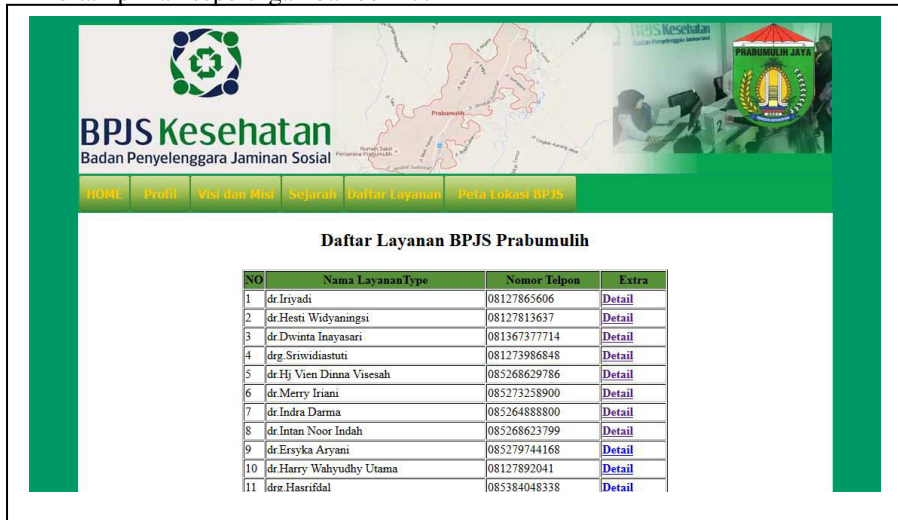 BPJS Kesehatan
PRABUMULIH JAYA
Prabumulih
BPJS Kesehatan
Badan Penyelenggara Jaminan Sosial
HOME Profil Visi dan Misi Sejarah Daftar Layanan Peta Lokasi BPJS
Daftar Layanan BPJS Prabumulih
NO Nama LayananType Nomor Telpon Extra
1 dr.Iriyadi 08127865606 Detail
2 dr.Hesti Widyaningsi 08127813637 Detail
3 dr.Dwinta Inayasari 081367377714 Detail
4 drg.Sriwidiastuti 081273986848 Detail
5 dr.Hj Vien Dinna Visesah 085268629786 Detail
6 dr.Merry Iriani 085273258900 Detail
7 dr.Indra Darma 085264888800 Detail
8 dr.Intan Noor Indah 085268623799 Detail
9 dr.Ersyka Aryani 085279744168 Detail
10 dr.Harry Wahyudhy Utama 08127892041 Detail
11 drg.Hasrifdal 085384048338 Detail